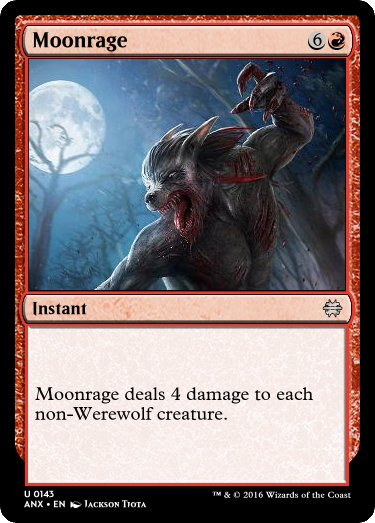 Moonrage 6
Instant
Moonrage deals 4 damage to each
non-Werewolf creature.
U 0143
ANX • EN Jackson Tjota
™ & © 2016 Wizards of the Coast